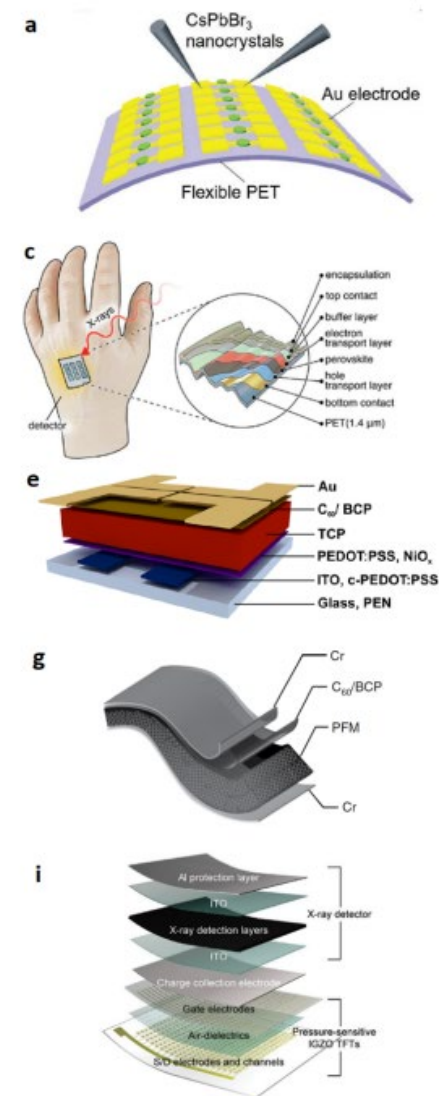 a
CsPbBr₃
nanocrystals
Au electrode
Flexible PET
c
X-rays
detector
encapsulation
top contact
buffer layer
electron
transport layer
perovskite
hole
transport layer
bottom contact
PET(1.4 μm)
e
Au
C₆₀/ BCP
TCP
PEDOT:PSS, NiOₓ
ITO, c-PEDOT:PSS
Glass, PEN
g
Cr
C₆₀/BCP
PFM
Cr
i
Al protection layer
ITO
X-ray detection layers
X-ray detector
ITO
Charge collection electrode
Gate electrodes
Air-dielectrics
Pressure-sensitive
IGZO TFTs
S/D electrodes and channels